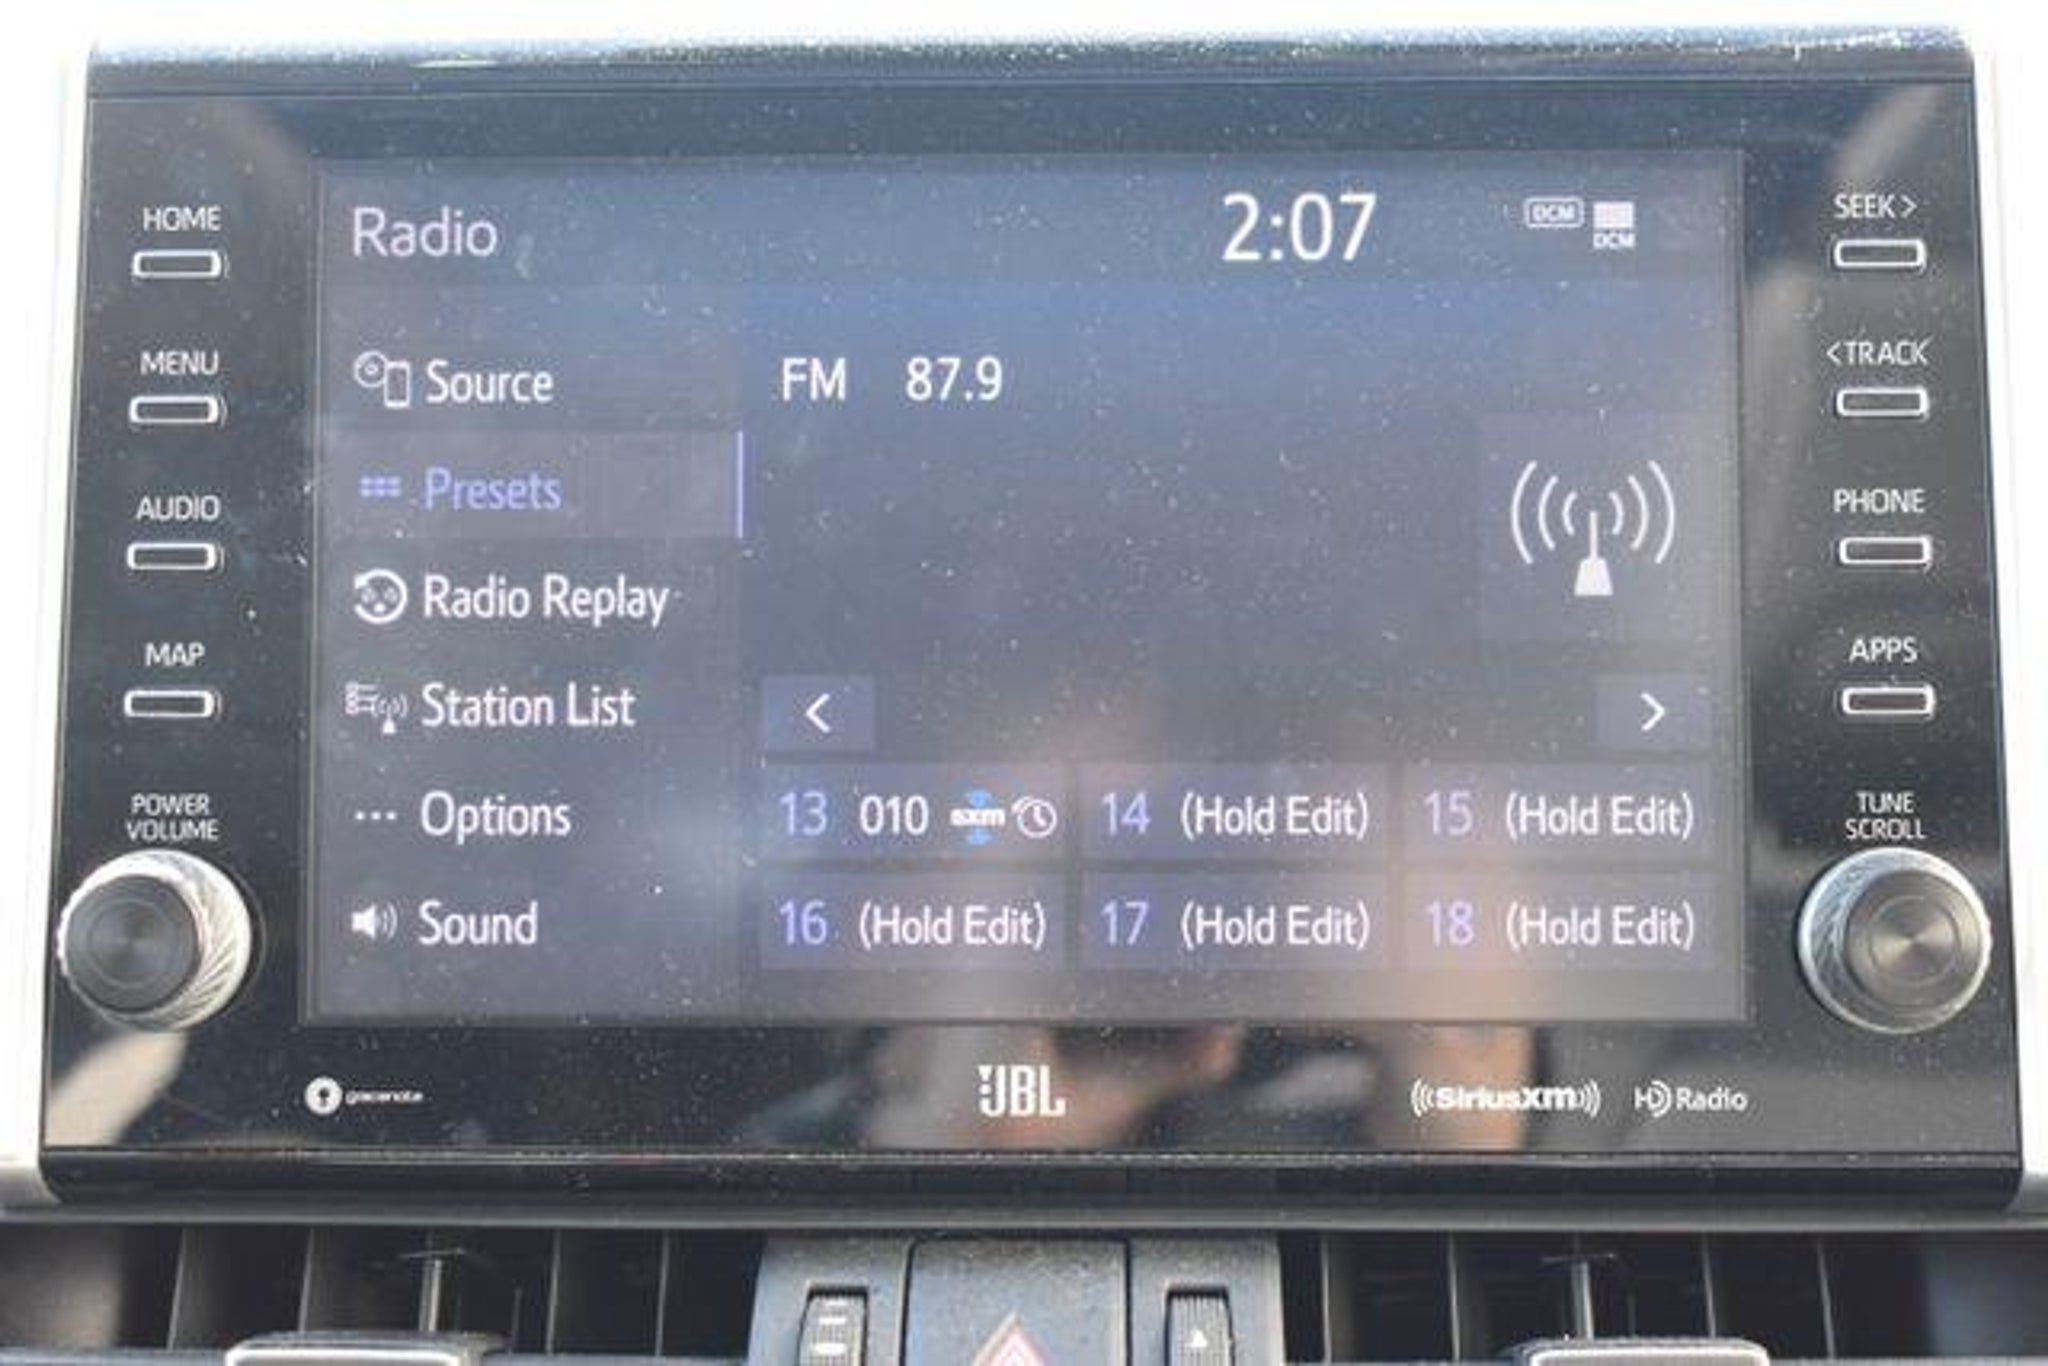 HOME
MENU
AUDIO
MAP
POWER
VOLUME
Radio
2:07
DCM
DCM
Source
Presets
Radio Replay
Station List
Options
Sound
FM 87.9
<
>
13 010 sxm
14 (Hold Edit)
15 (Hold Edit)
16 (Hold Edit)
17 (Hold Edit)
18 (Hold Edit)
SEEK >
< TRACK
PHONE
APPS
TUNE
SCROLL
gracenote
JBL
((SiriusXM))
HD Radio